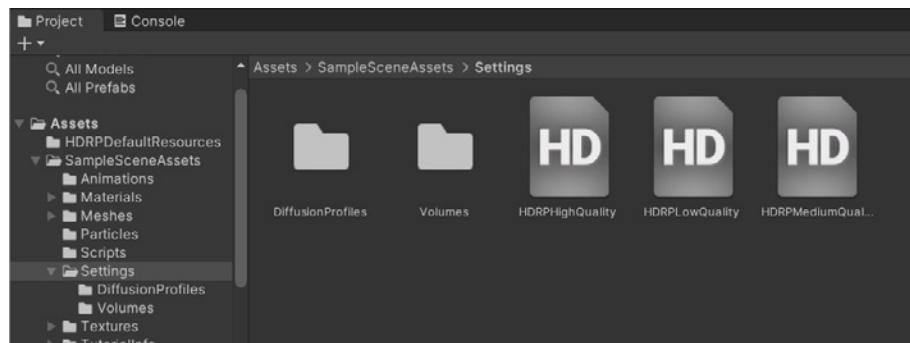 Project
Console
All Models
All Prefabs
Assets
HDRPDefaultResources
SampleSceneAssets
Animations
Materials
Meshes
Particles
Scripts
Settings
DiffusionProfiles
Volumes
Textures
Assets > SampleSceneAssets > Settings
HD
HD
HD
DiffusionProfiles
Volumes
HDRPHighQuality
HDRPLowQuality
HDRPMediumQual...